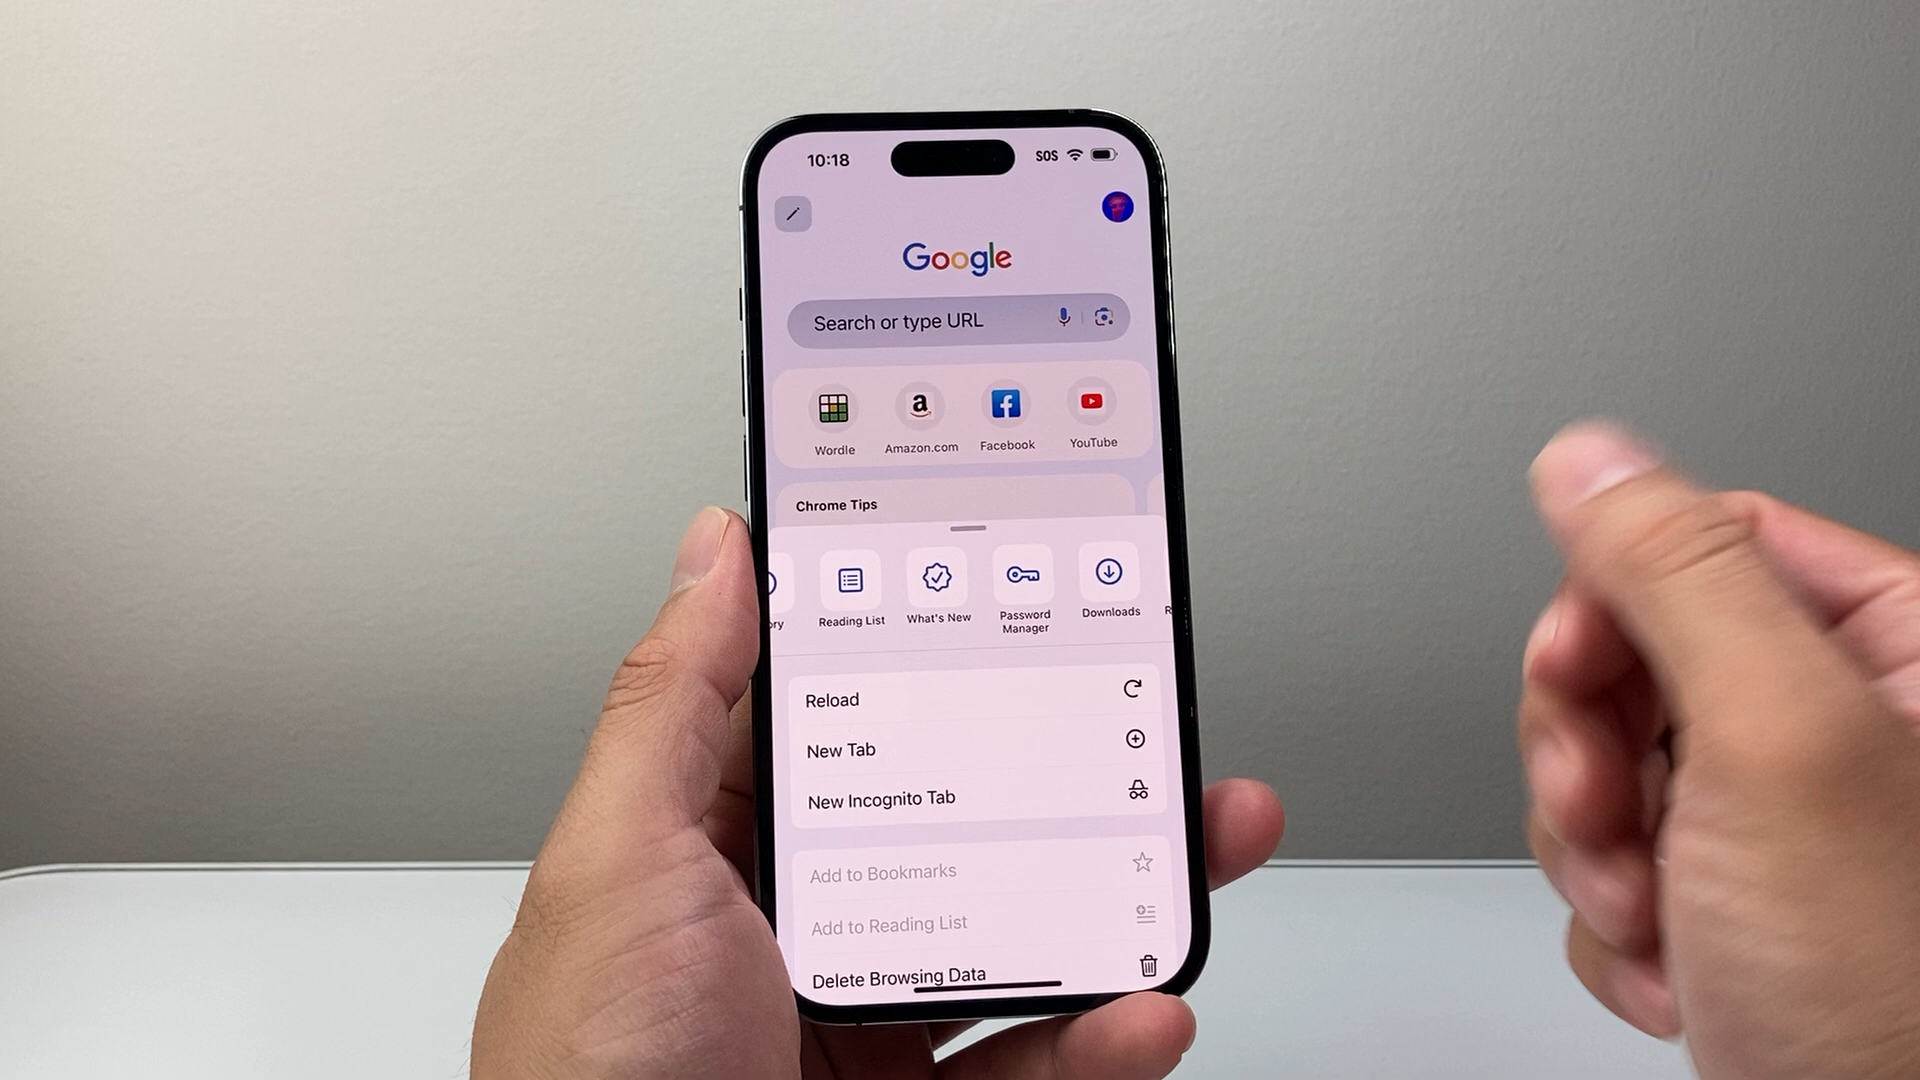 10:18
SOS
Google
Search or type URL
a
Wordle
Amazon.com
Facebook
YouTube
Chrome Tips
ory
Reading List
What's New
Password
Manager
Downloads
R
Reload
New Tab
New Incognito Tab
Add to Bookmarks
Add to Reading List
Delete Browsing Data